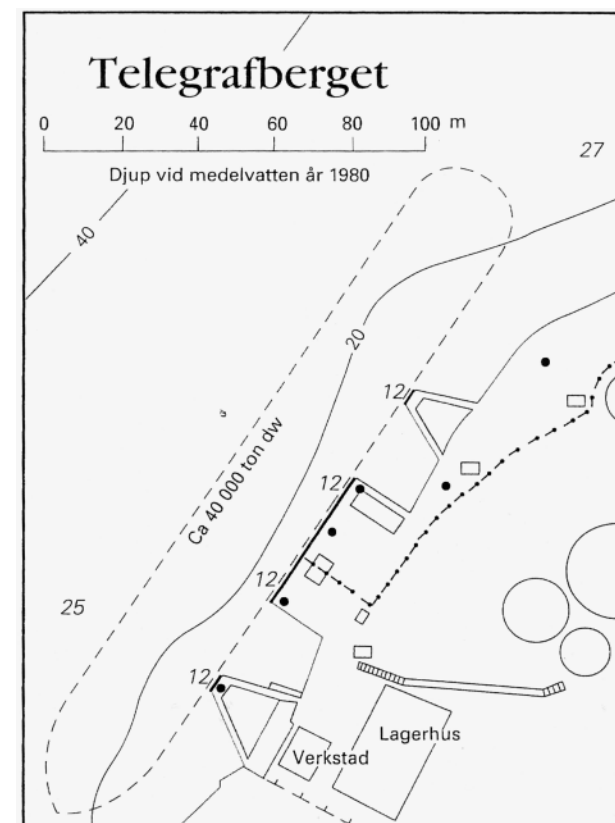 Telegrafberget
0 20 40 60 80 100 m
Djup vid medelvatten år 1980
27
40
20
12
Ca 40 000 ton dw
12
12
25
12
Lagerhus
Verkstad